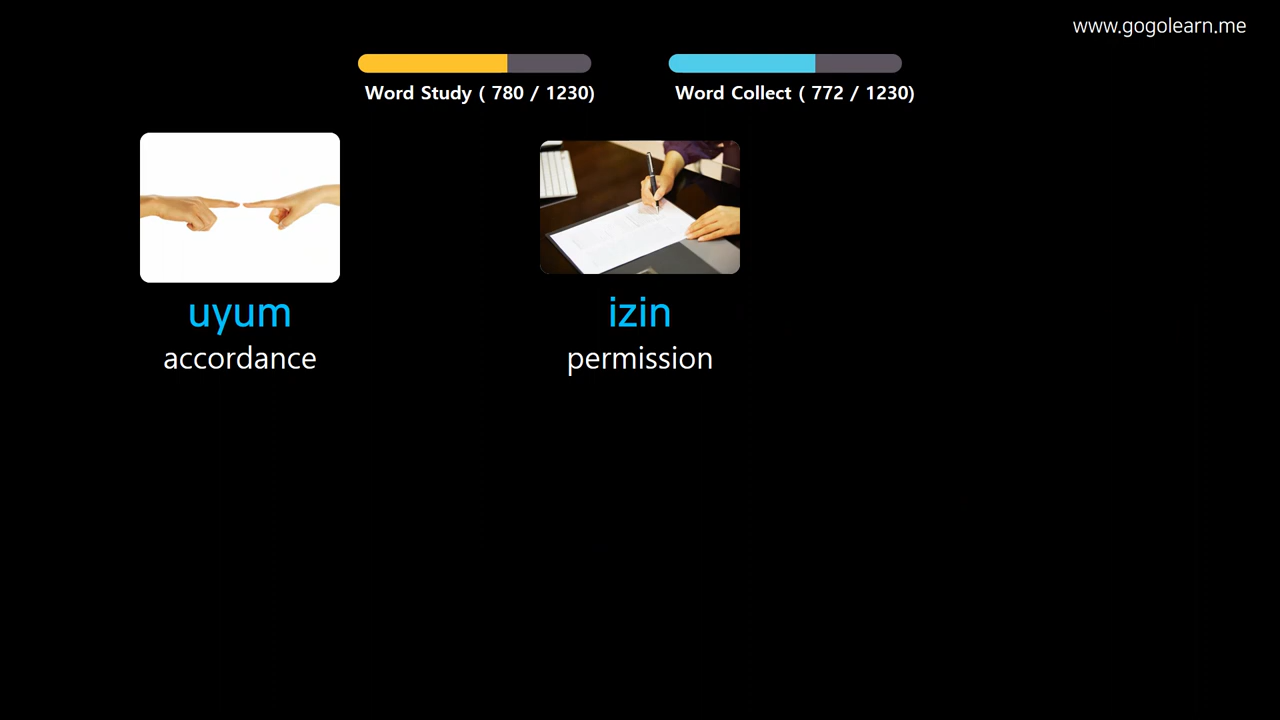 www.gogolearn.me
Word Study ( 780 / 1230)
Word Collect ( 772 / 1230)
uyum
izin
accordance
permission